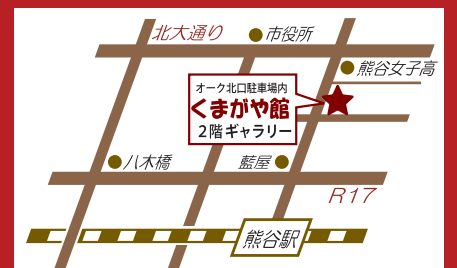 北大通り
市役所
熊谷女子高
オーク北口駐車場内
くまがや館
2階ギャラリー
八木橋
藍屋
R17
熊谷駅